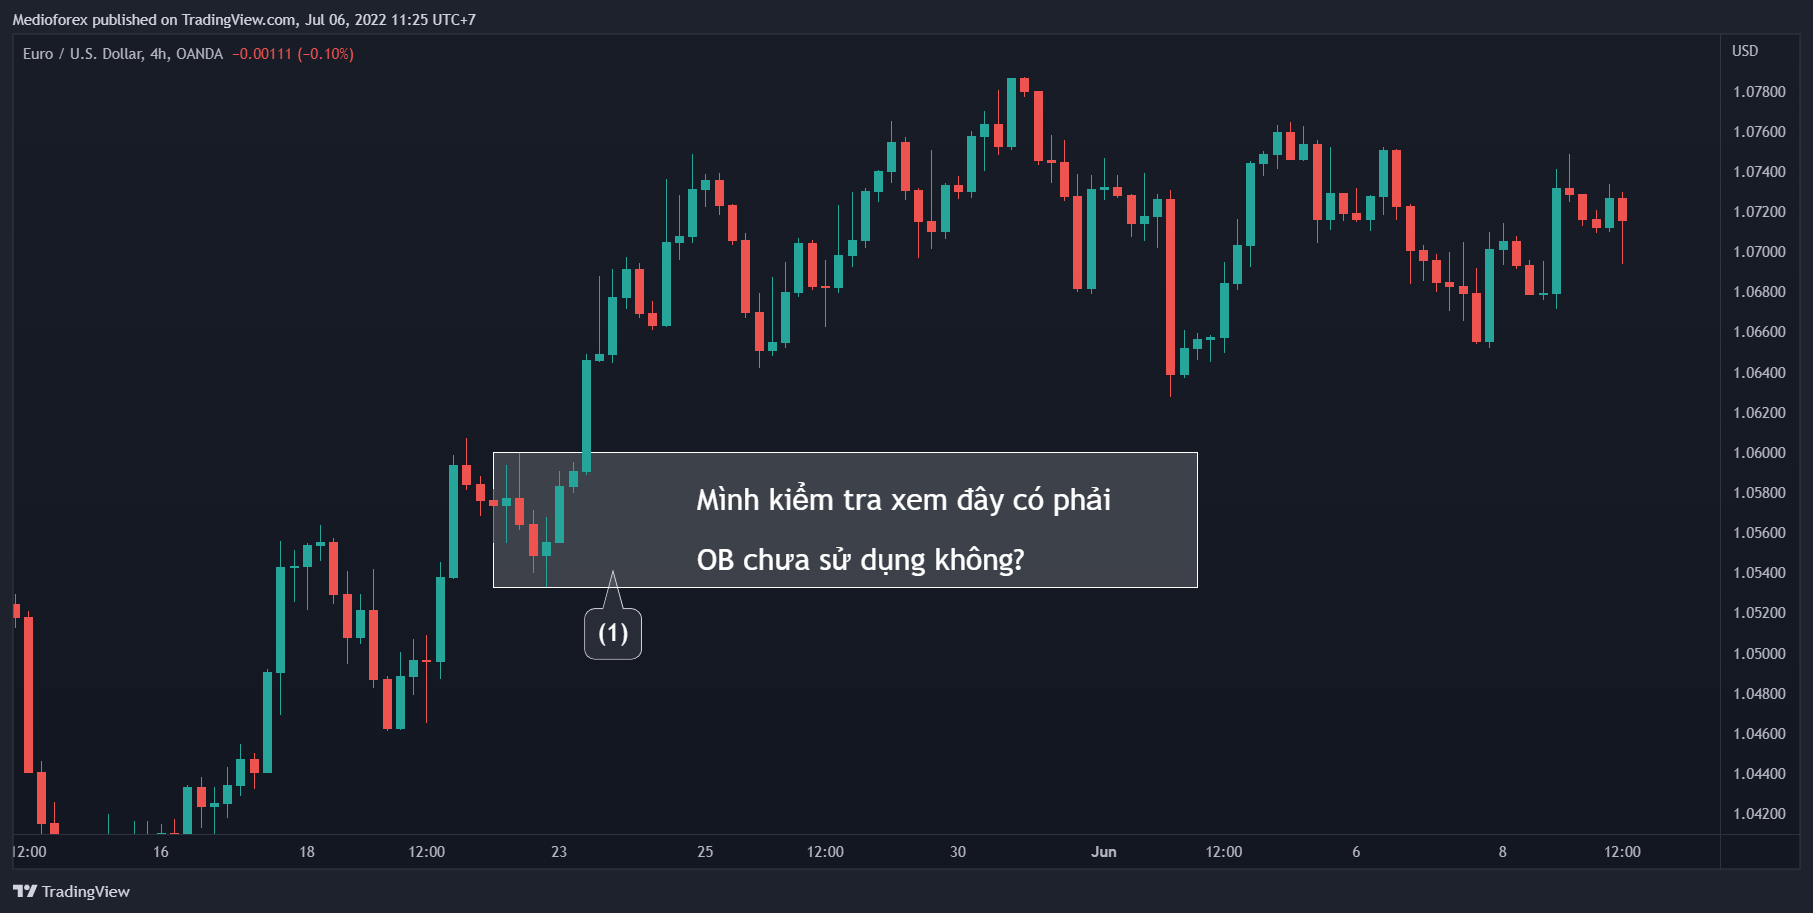 Medioforex published on TradingView.com, Jul 06, 2022 11:25 UTC+7
Euro / U.S. Dollar, 4h, OANDA −0.00111 (−0.10%)
USD
1.07800
1.07600
1.07400
1.07200
1.07000
1.06800
1.06600
1.06400
1.06200
1.06000
1.05800
1.05600
1.05400
1.05200
1.05000
1.04800
1.04600
1.04400
1.04200
Mình kiểm tra xem đây có phải
OB chưa sử dụng không?
(1)
12:00 16 18 12:00 23 25 12:00 30 Jun 12:00 6 8 12:00
TradingView